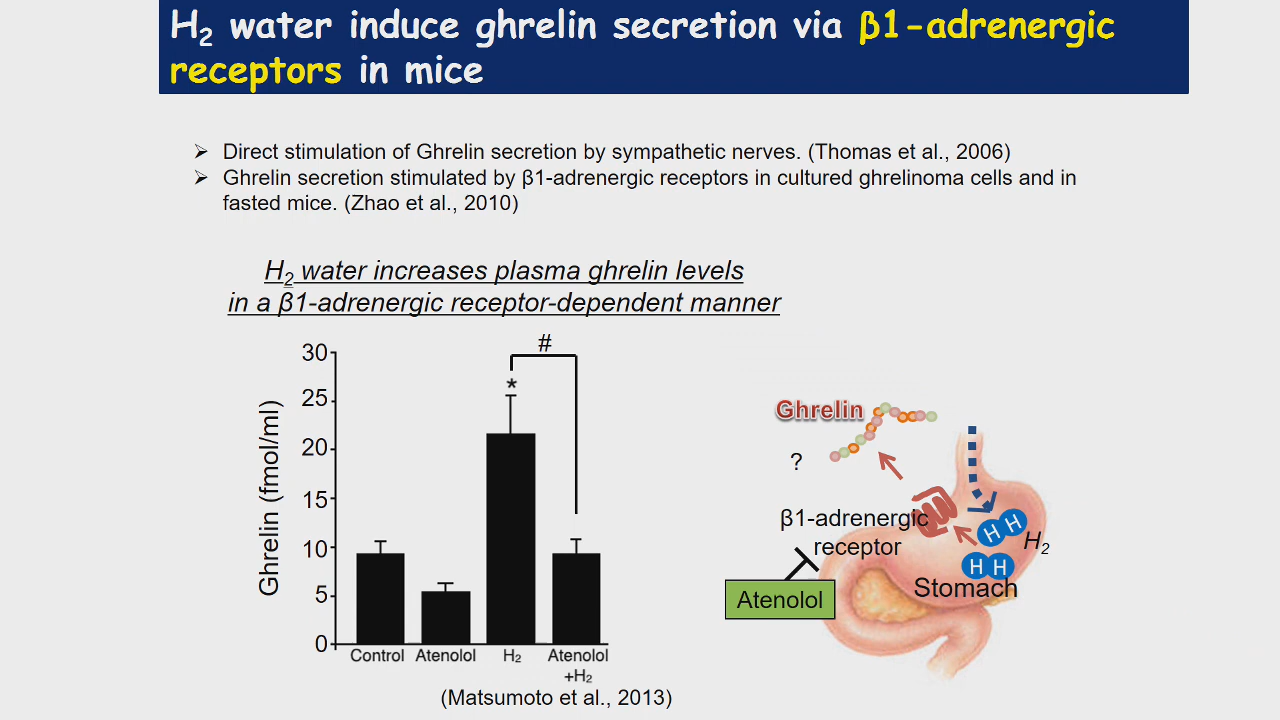 H₂ water induce ghrelin secretion via β1-adrenergic
receptors in mice
➢ Direct stimulation of Ghrelin secretion by sympathetic nerves. (Thomas et al., 2006)
➢ Ghrelin secretion stimulated by β1-adrenergic receptors in cultured ghrelinoma cells and in
fasted mice. (Zhao et al., 2010)
H₂ water increases plasma ghrelin levels
in a β1-adrenergic receptor-dependent manner
Ghrelin (fmol/ml)
30
25
20
15
10
5
0
#
*
Control Atenolol H₂ Atenolol
+H₂
(Matsumoto et al., 2013)
Ghrelin
?
β1-adrenergic
receptor
H H
H₂
H H
Stomach
Atenolol